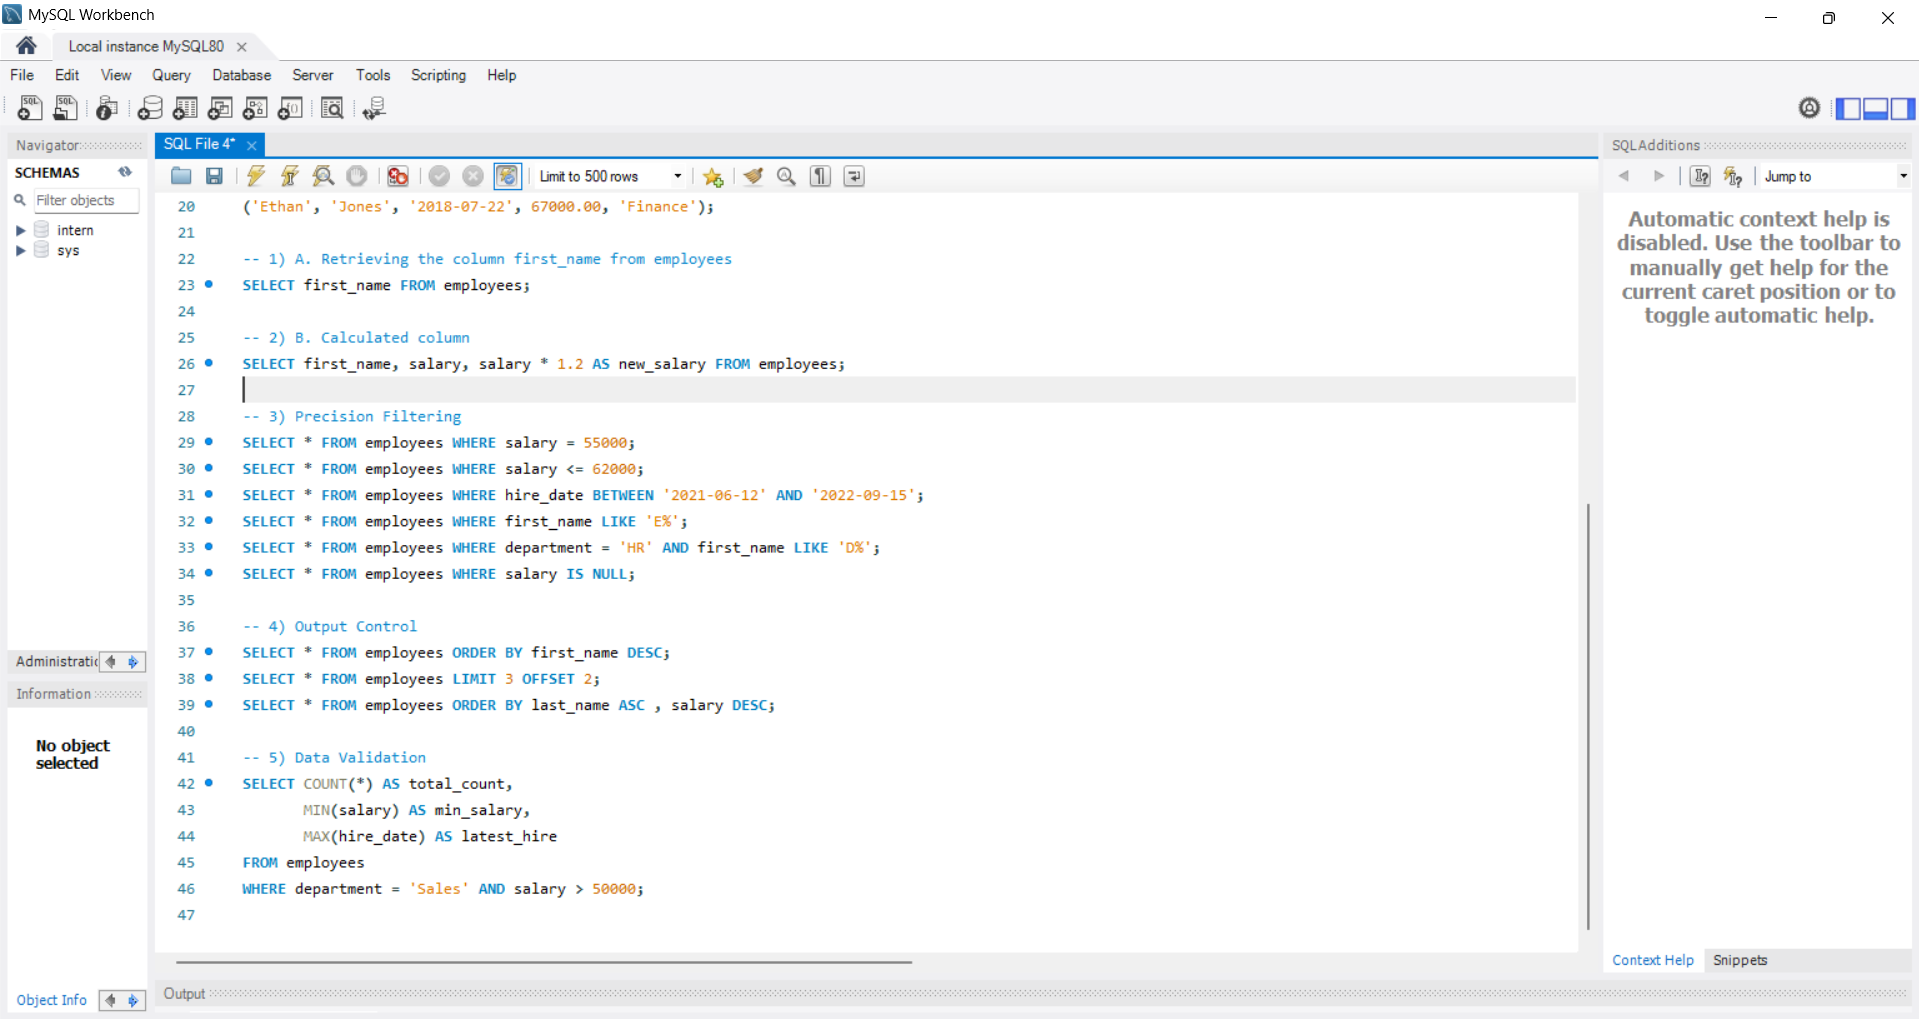 MySQL Workbench
Local instance MySQL80
File Edit View Query Database Server Tools Scripting Help
Navigator
SCHEMAS
Filter objects
intern
sys
Administratic
Information
No object
selected
Object Info
SQL File 4*
Limit to 500 rows
20 ('Ethan', 'Jones', '2018-07-22', 67000.00, 'Finance');
21
22 -- 1) A. Retrieving the column first_name from employees
23 SELECT first_name FROM employees;
24
25 -- 2) B. Calculated column
26 SELECT first_name, salary, salary * 1.2 AS new_salary FROM employees;
27
28 -- 3) Precision Filtering
29 SELECT * FROM employees WHERE salary = 55000;
30 SELECT * FROM employees WHERE salary <= 62000;
31 SELECT * FROM employees WHERE hire_date BETWEEN '2021-06-12' AND '2022-09-15';
32 SELECT * FROM employees WHERE first_name LIKE 'E%';
33 SELECT * FROM employees WHERE department = 'HR' AND first_name LIKE 'D%';
34 SELECT * FROM employees WHERE salary IS NULL;
35
36 -- 4) Output Control
37 SELECT * FROM employees ORDER BY first_name DESC;
38 SELECT * FROM employees LIMIT 3 OFFSET 2;
39 SELECT * FROM employees ORDER BY last_name ASC , salary DESC;
40
41 -- 5) Data Validation
42 SELECT COUNT(*) AS total_count,
43 MIN(salary) AS min_salary,
44 MAX(hire_date) AS latest_hire
45 FROM employees
46 WHERE department = 'Sales' AND salary > 50000;
47
Output
SQLAdditions
Jump to
Automatic context help is
disabled. Use the toolbar to
manually get help for the
current caret position or to
toggle automatic help.
Context Help Snippets